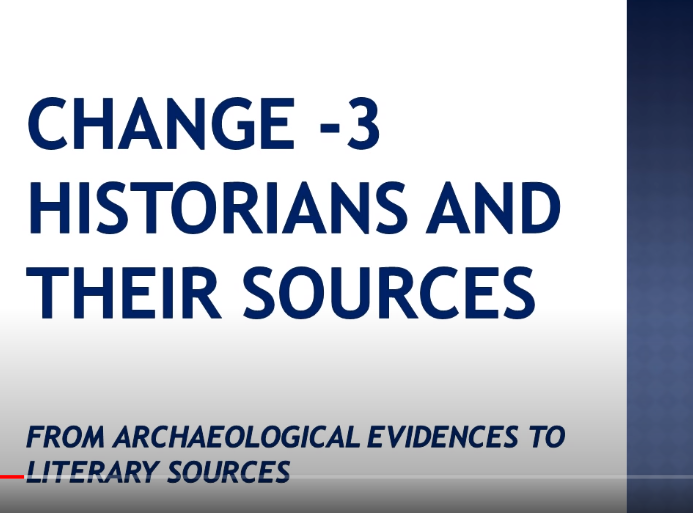 CHANGE -3
HISTORIANS AND
THEIR SOURCES
FROM ARCHAEOLOGICAL EVIDENCES TO
LITERARY SOURCES